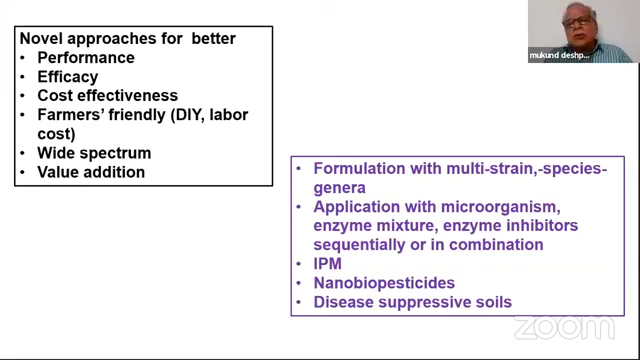 Novel approaches for better
• Performance
• Efficacy
• Cost effectiveness
• Farmers' friendly (DIY, labor
cost)
• Wide spectrum
• Value addition
mukund deshp...
• Formulation with multi-strain,-species-
genera
• Application with microorganism,
enzyme mixture, enzyme inhibitors
sequentially or in combination
• IPM
• Nanobiopesticides
• Disease suppressive soils
zoom